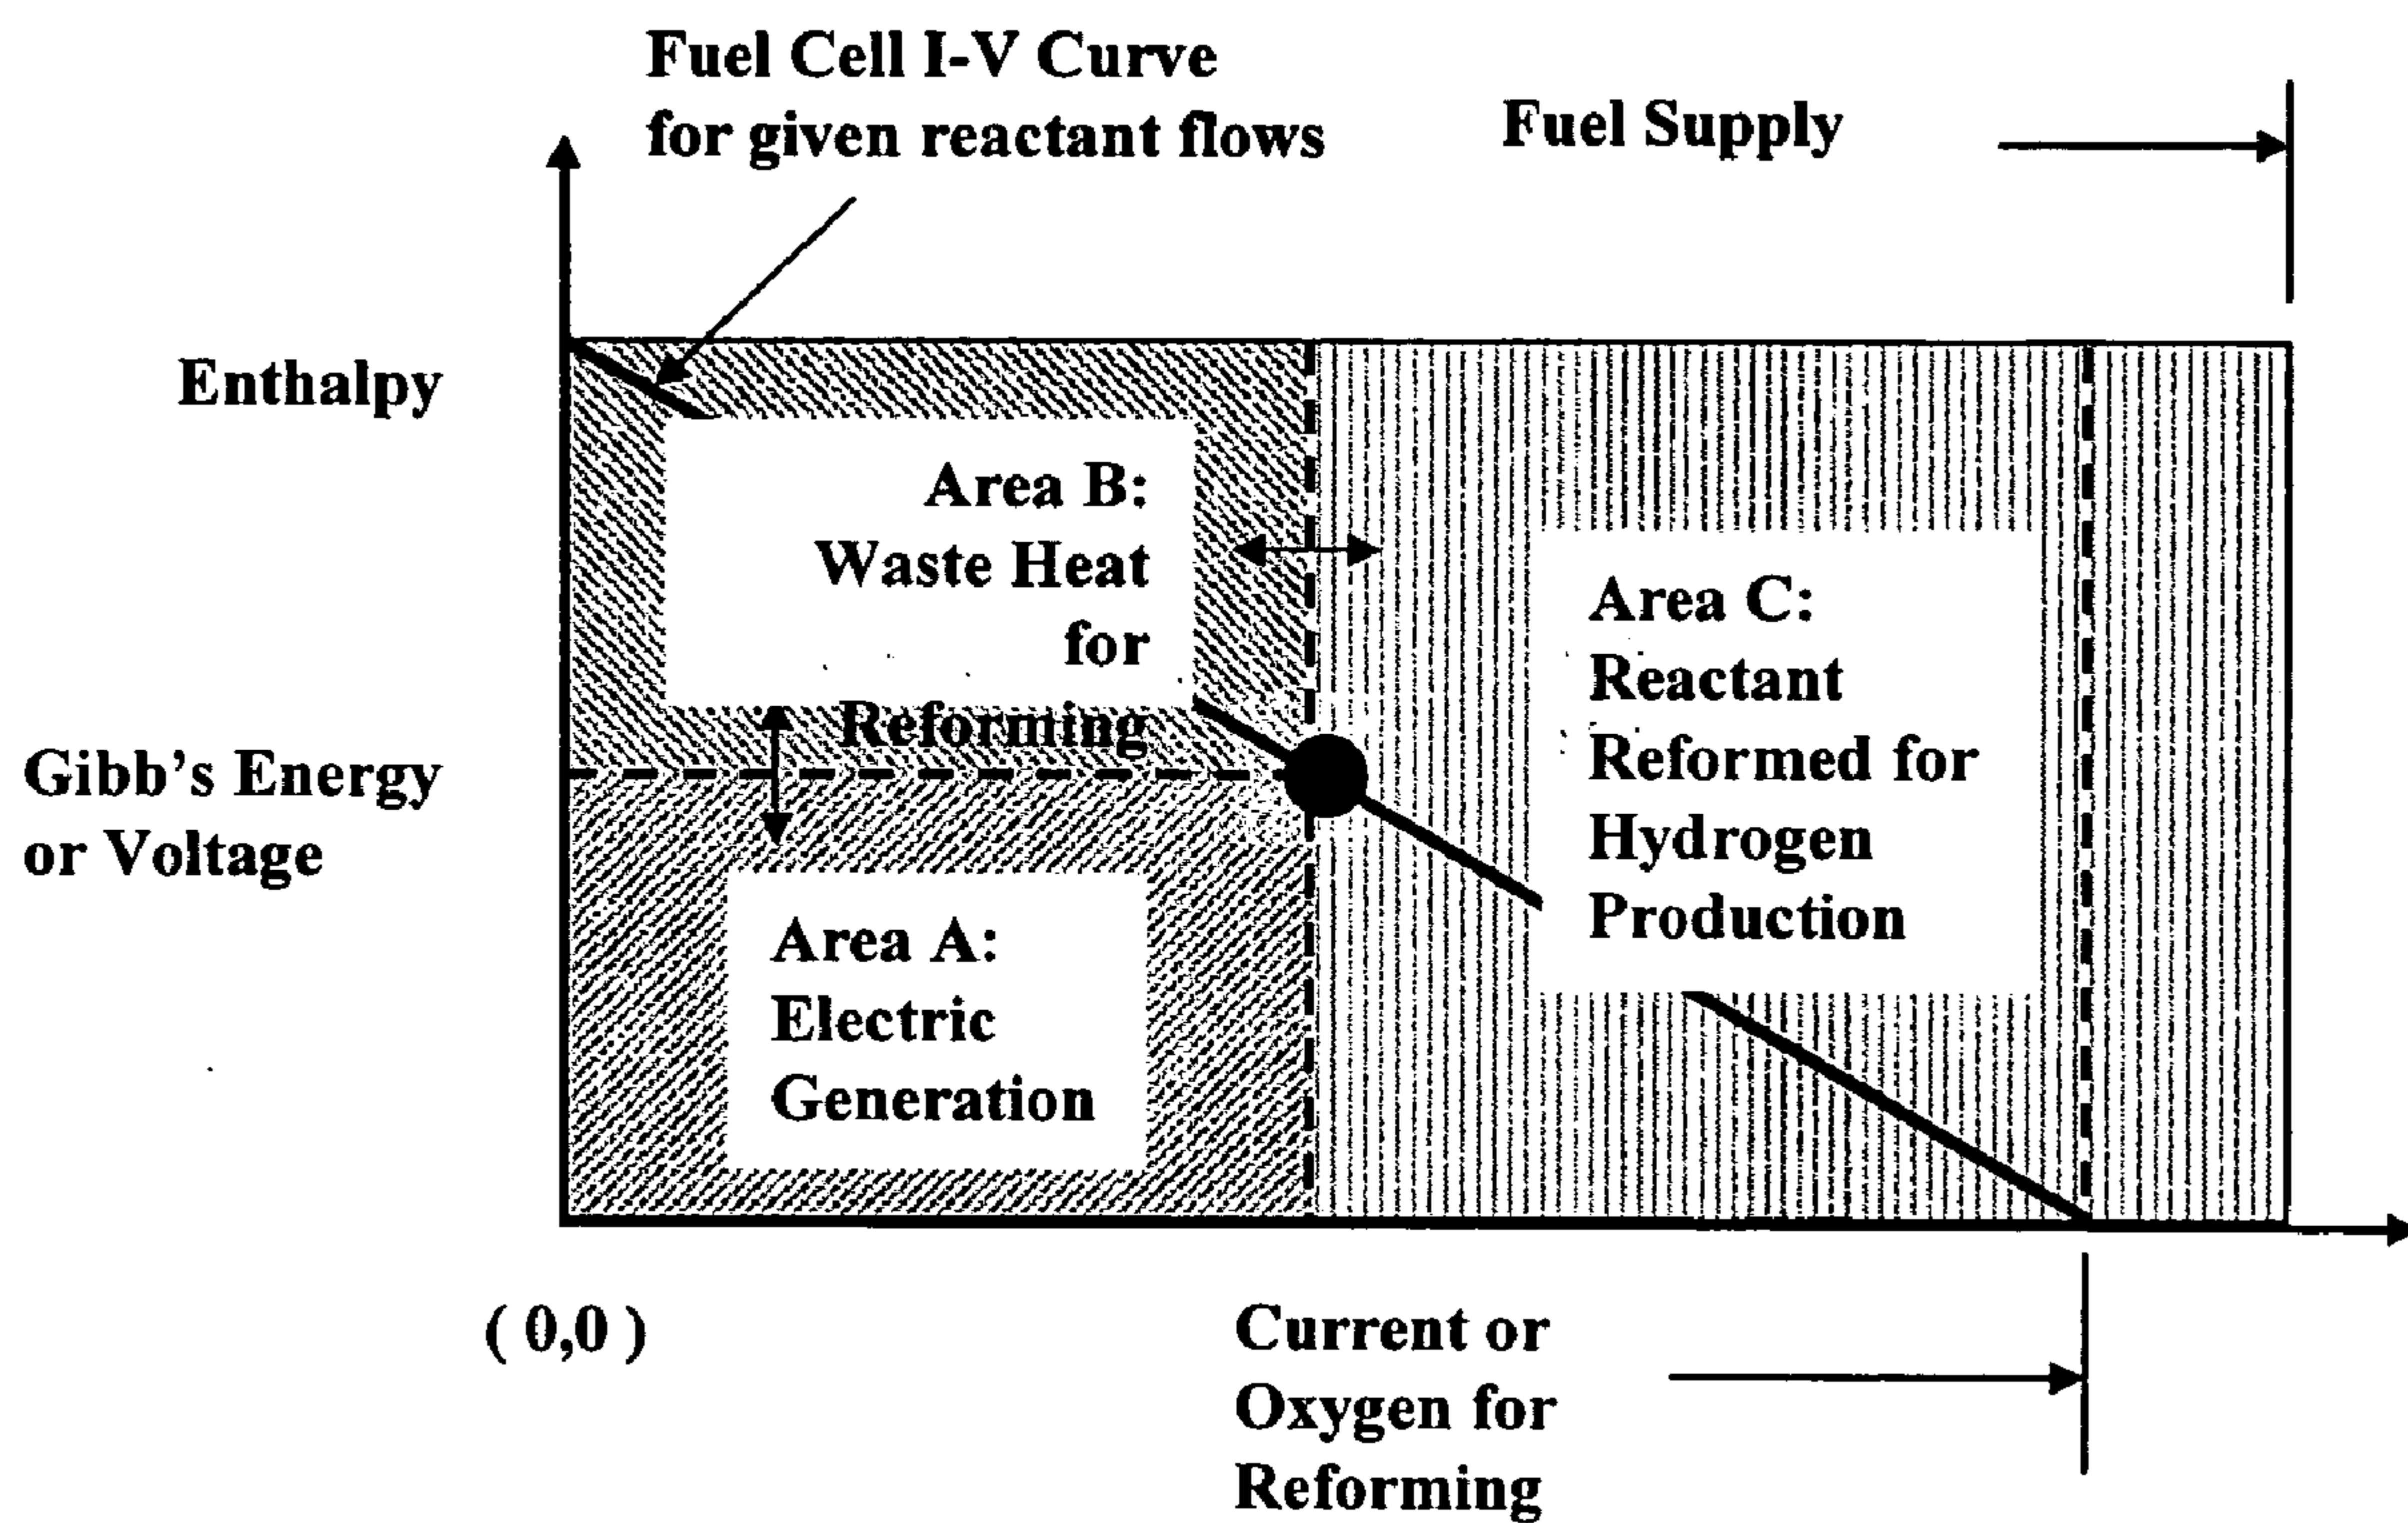 Fuel Cell I-V Curve
for given reactant flows
Fuel Supply
Enthalpy
Area B:
Waste Heat
for
Reforming
Area C:
Reactant
Reformed for
Hydrogen
Production
Gibb's Energy
or Voltage
Area A:
Electric
Generation
( 0,0 )
Current or
Oxygen for
Reforming